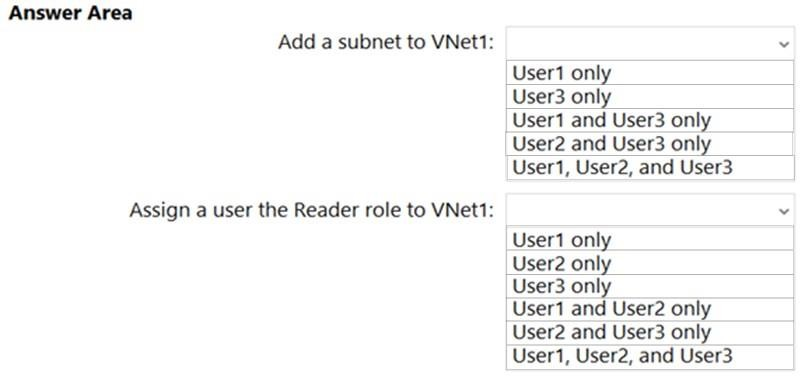 Answer Area
Add a subnet to VNet1:
User1 only
User3 only
User1 and User3 only
User2 and User3 only
User1, User2, and User3
Assign a user the Reader role to VNet1:
User1 only
User2 only
User3 only
User1 and User2 only
User2 and User3 only
User1, User2, and User3